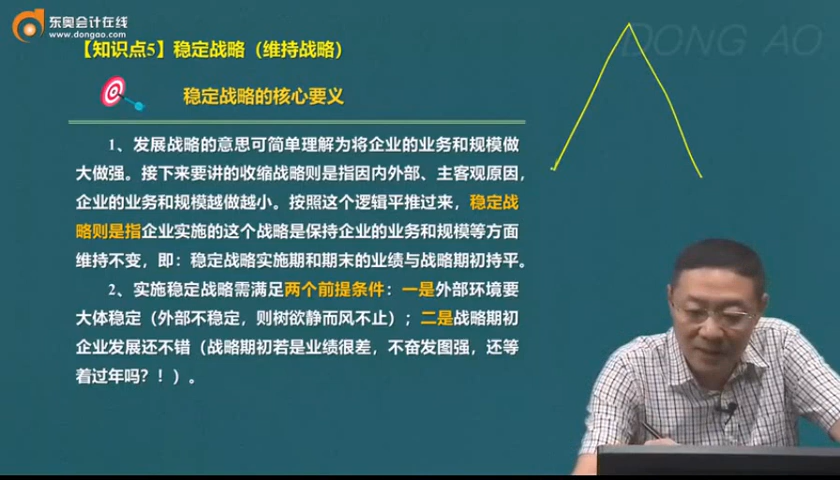 东奥会计在线
www.dongao.com
DONG AO
【知识点5】稳定战略（维持战略）
稳定战略的核心要义
1、发展战略的意思可简单理解为将企业的业务和规模做
大做强。接下来要讲的收缩战略则是指因内外部、主客观原因，
企业的业务和规模越做越小。按照这个逻辑平推过来，稳定战
略则是指企业实施的这个战略是保持企业的业务和规模等方面
维持不变，即：稳定战略实施期和期末的业绩与战略期初持平。
2、实施稳定战略需满足两个前提条件：一是外部环境要
大体稳定（外部不稳定，则树欲静而风不止）；二是战略期初
企业发展还不错（战略期初若是业绩很差，不奋发图强，还等
着过年吗？！）。